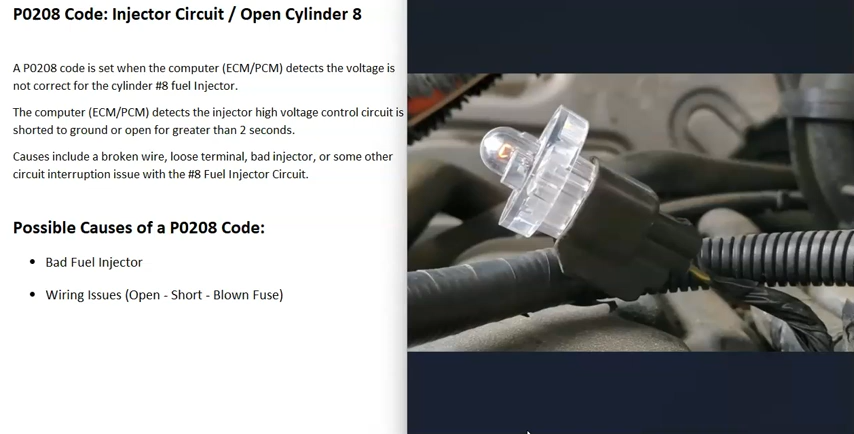 P0208 Code: Injector Circuit / Open Cylinder 8
A P0208 code is set when the computer (ECM/PCM) detects the voltage is
not correct for the cylinder #8 fuel Injector.
The computer (ECM/PCM) detects the injector high voltage control circuit is
shorted to ground or open for greater than 2 seconds.
Causes include a broken wire, loose terminal, bad injector, or some other
circuit interruption issue with the #8 Fuel Injector Circuit.
Possible Causes of a P0208 Code:
• Bad Fuel Injector
• Wiring Issues (Open - Short - Blown Fuse)